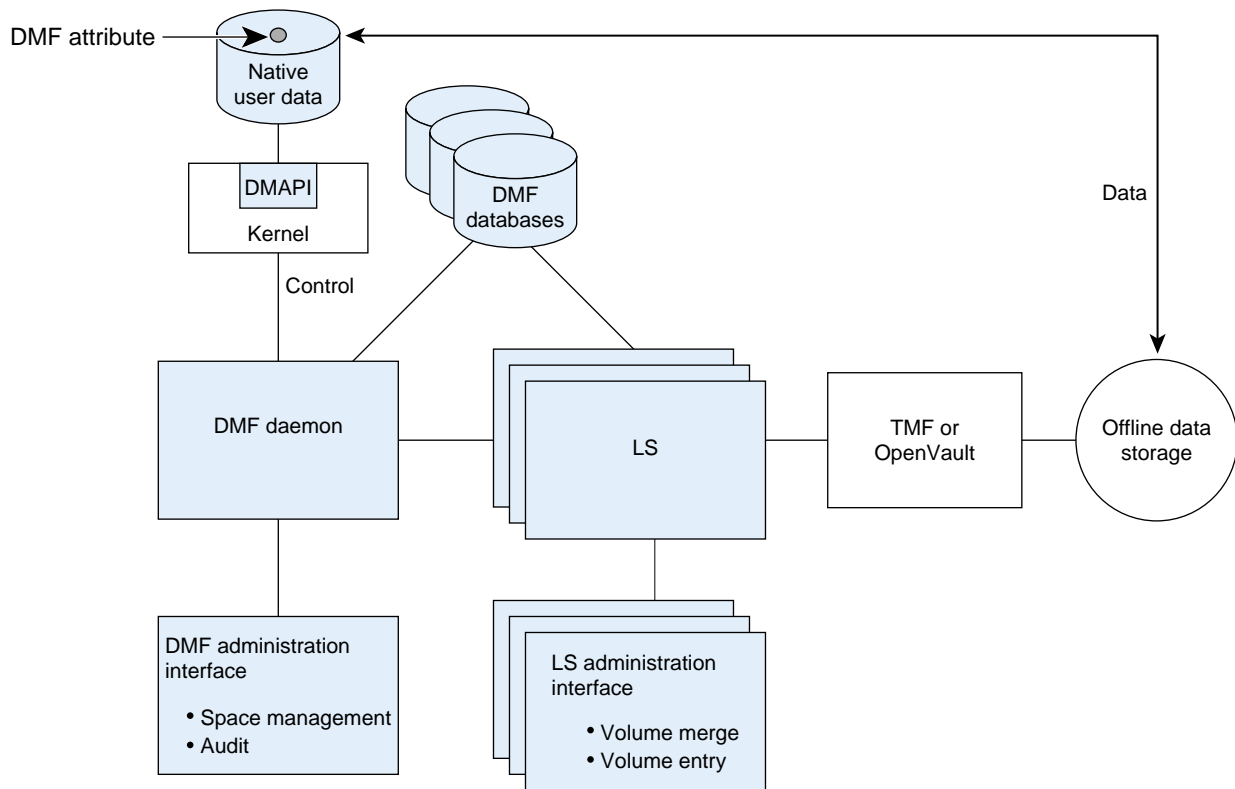 DMF attribute
Native
user data
DMAPI
Kernel
Control
DMF
databases
Data
DMF daemon
LS
TMF or
OpenVault
Offline data
storage
DMF administration
interface
• Space management
• Audit
LS administration
interface
• Volume merge
• Volume entry